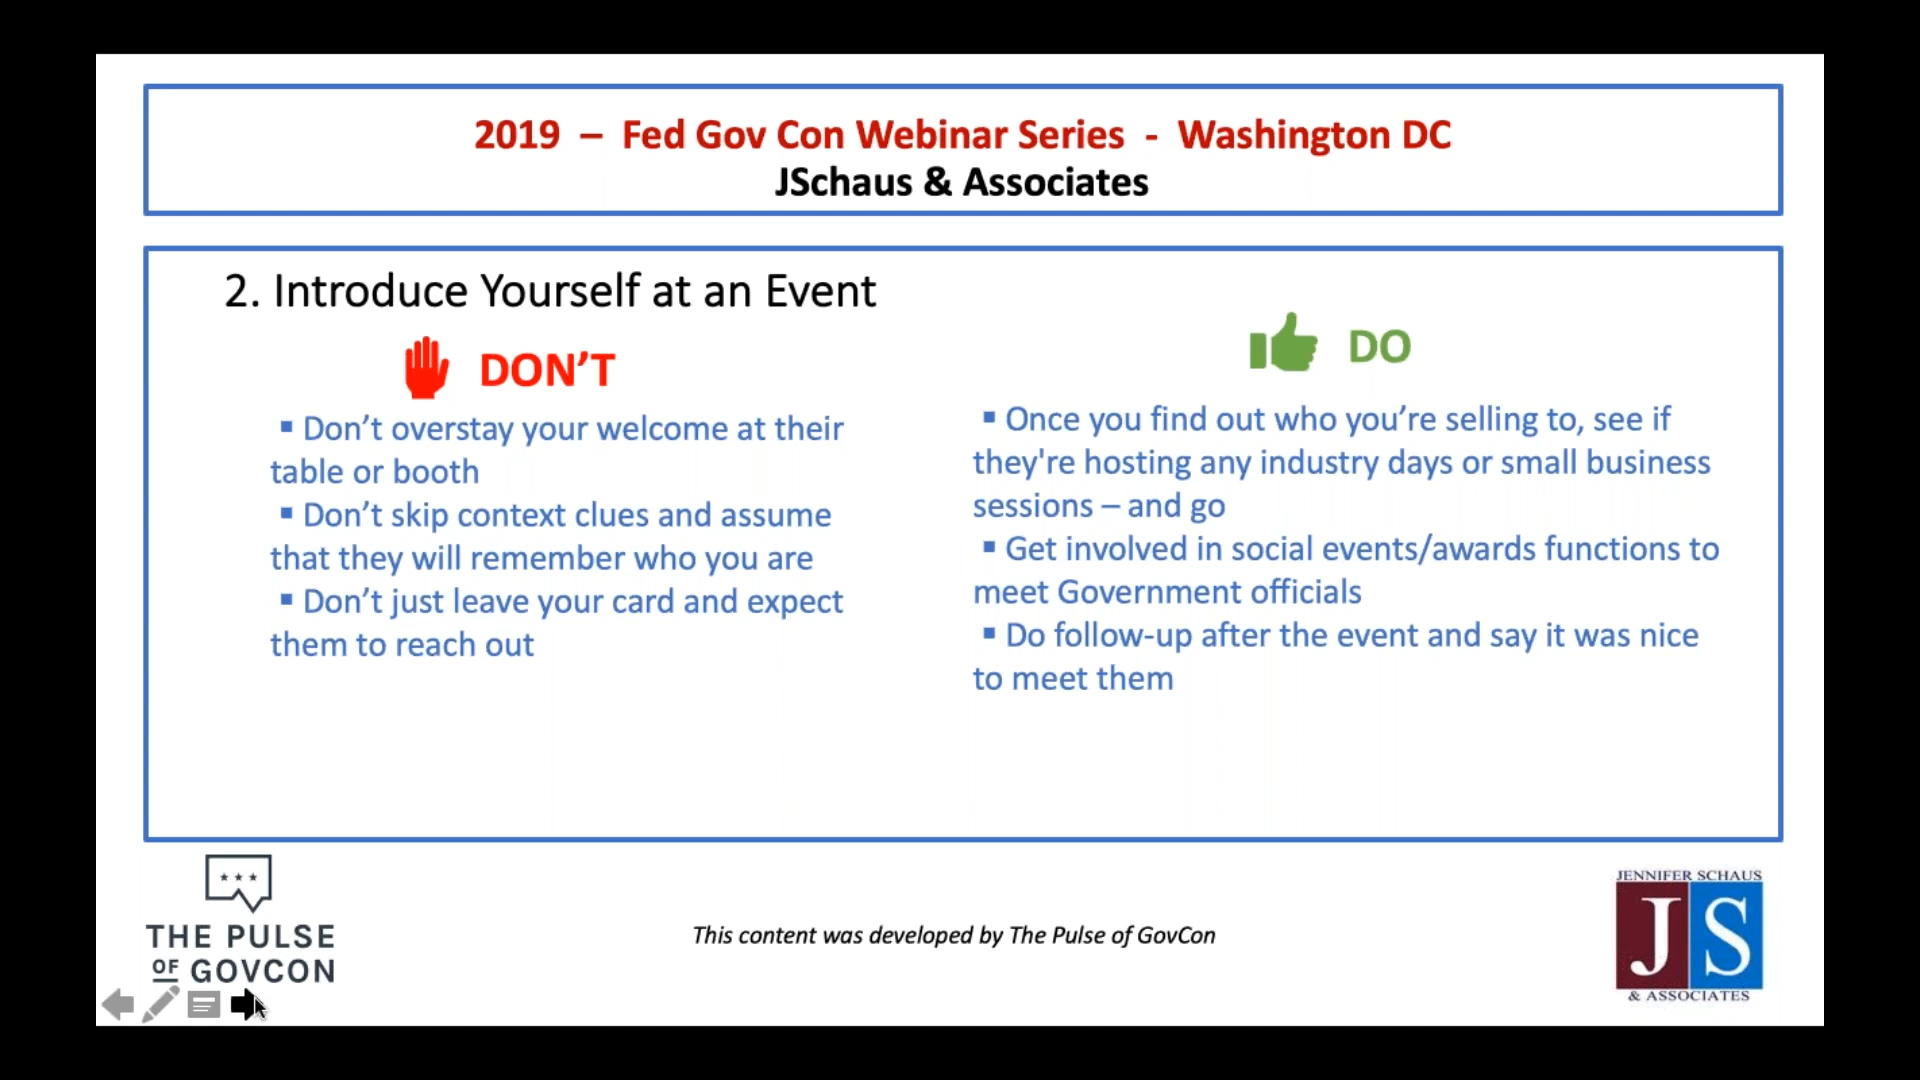 2019 – Fed Gov Con Webinar Series - Washington DC
JSchaus & Associates
2. Introduce Yourself at an Event
DON’T
▪ Don’t overstay your welcome at their
table or booth
▪ Don’t skip context clues and assume
that they will remember who you are
▪ Don’t just leave your card and expect
them to reach out
DO
▪ Once you find out who you’re selling to, see if
they're hosting any industry days or small business
sessions – and go
▪ Get involved in social events/awards functions to
meet Government officials
▪ Do follow-up after the event and say it was nice
to meet them
THE PULSE
OF GOVCON
This content was developed by The Pulse of GovCon
JENNIFER SCHAUS
JS
& ASSOCIATES